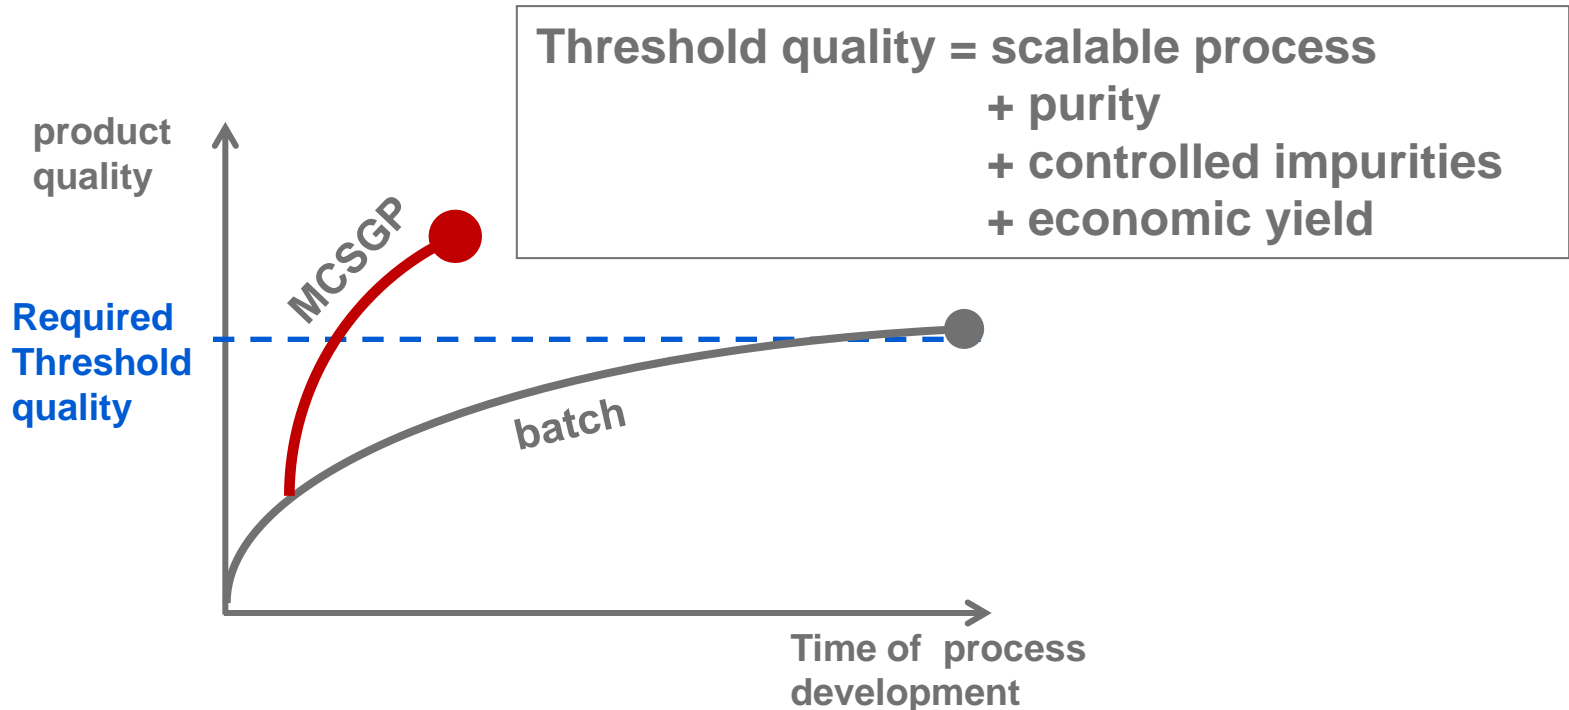 Threshold quality = scalable process
+ purity
+ controlled impurities
+ economic yield
product
quality
MCSGP
Required
Threshold
quality
batch
Time of process
development